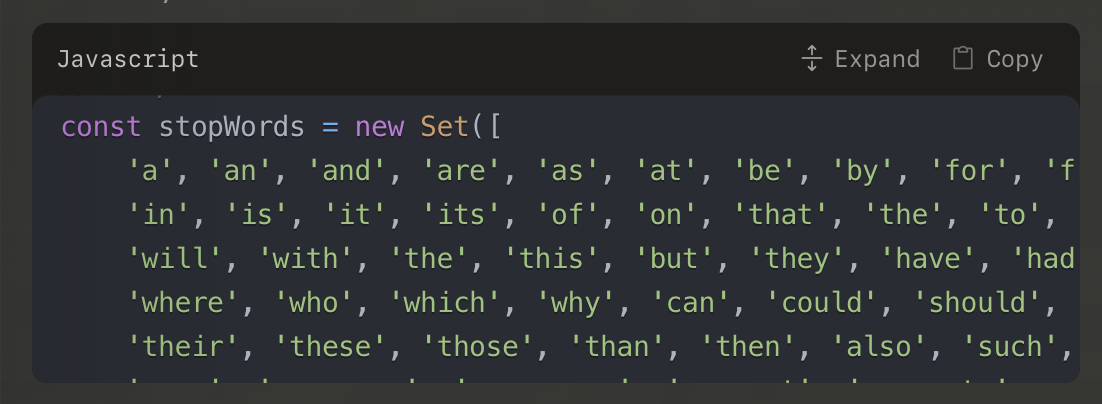 Javascript
Expand
Copy
const stopWords = new Set([
'a', 'an', 'and', 'are', 'as', 'at', 'be', 'by', 'for', 'f
'in', 'is', 'it', 'its', 'of', 'on', 'that', 'the', 'to',
'will', 'with', 'the', 'this', 'but', 'they', 'have', 'had
'where', 'who', 'which', 'why', 'can', 'could', 'should',
'their', 'these', 'those', 'than', 'then', 'also', 'such',